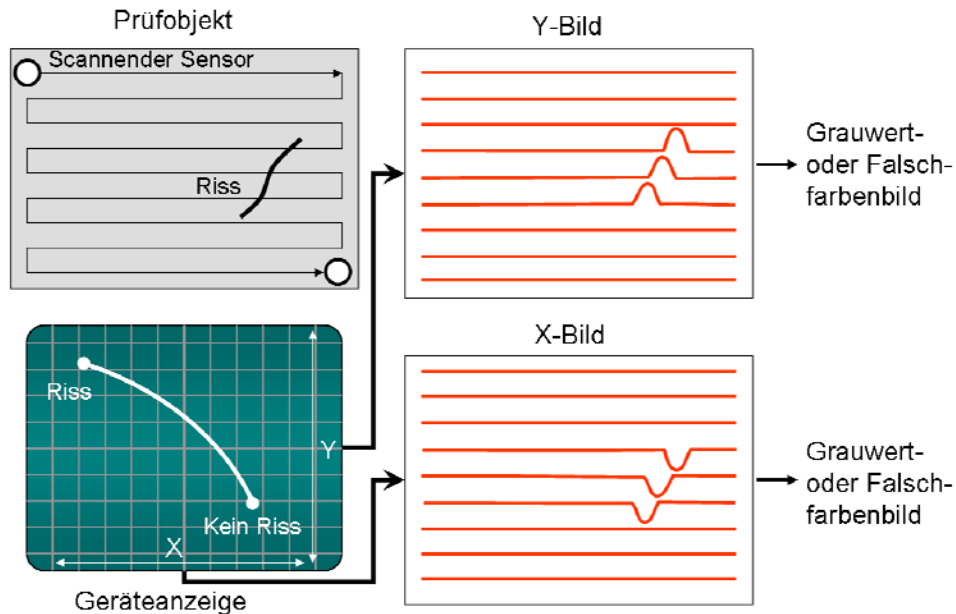 Prüfobjekt
Scannender Sensor
Riss
Y-Bild
Grauwert-
oder Falsch-
farbenbild
Riss
Y
Kein Riss
X
Geräteanzeige
X-Bild
Grauwert-
oder Falsch-
farbenbild